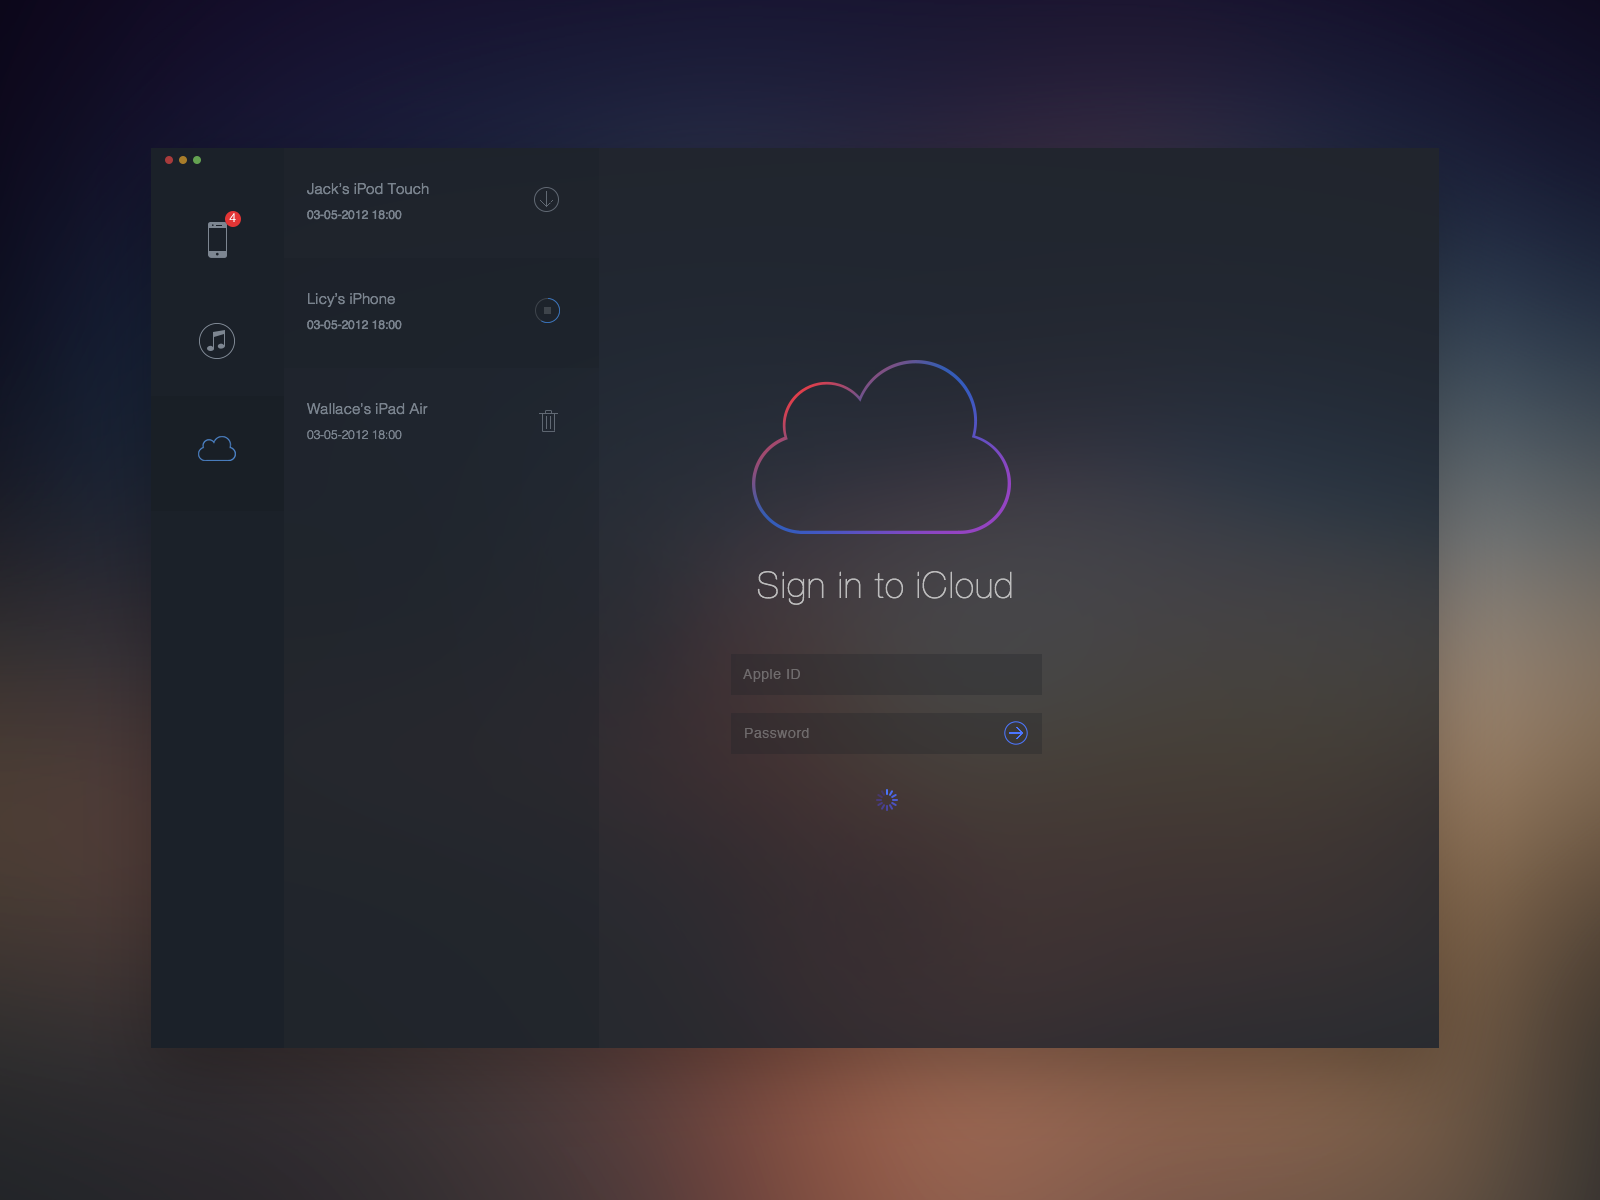 4
Jack's iPod Touch
03-05-2012 18:00
Licy's iPhone
03-05-2012 18:00
Wallace's iPad Air
03-05-2012 18:00
Sign in to iCloud
Apple ID
Password